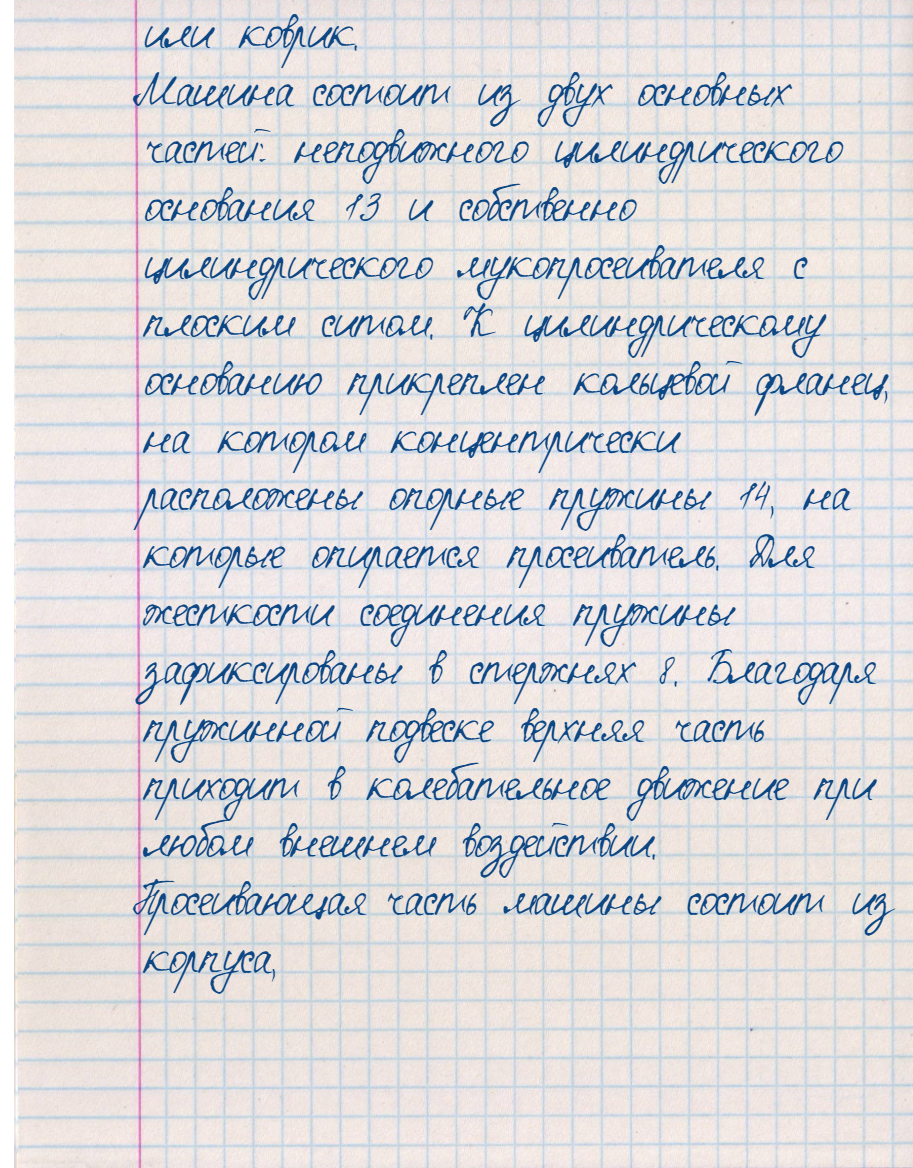 или коврик.
Машина состоит из двух основных
частей: неподвижного цилиндрического
основания 13 и собственно
цилиндрического мукопросеивателя с
плоским ситом. К цилиндрическому
основанию прикреплен кольцевой фланец,
на котором концентрически
расположены опорные пружины 14, на
которые опирается просеиватель. Для
жесткости соединения пружины
зафиксированы в стержнях 8. Благодаря
пружинной подвеске верхняя часть
приходит в колебательное движение при
любом внешнем воздействии.
Просеивающая часть машины состоит из
корпуса,